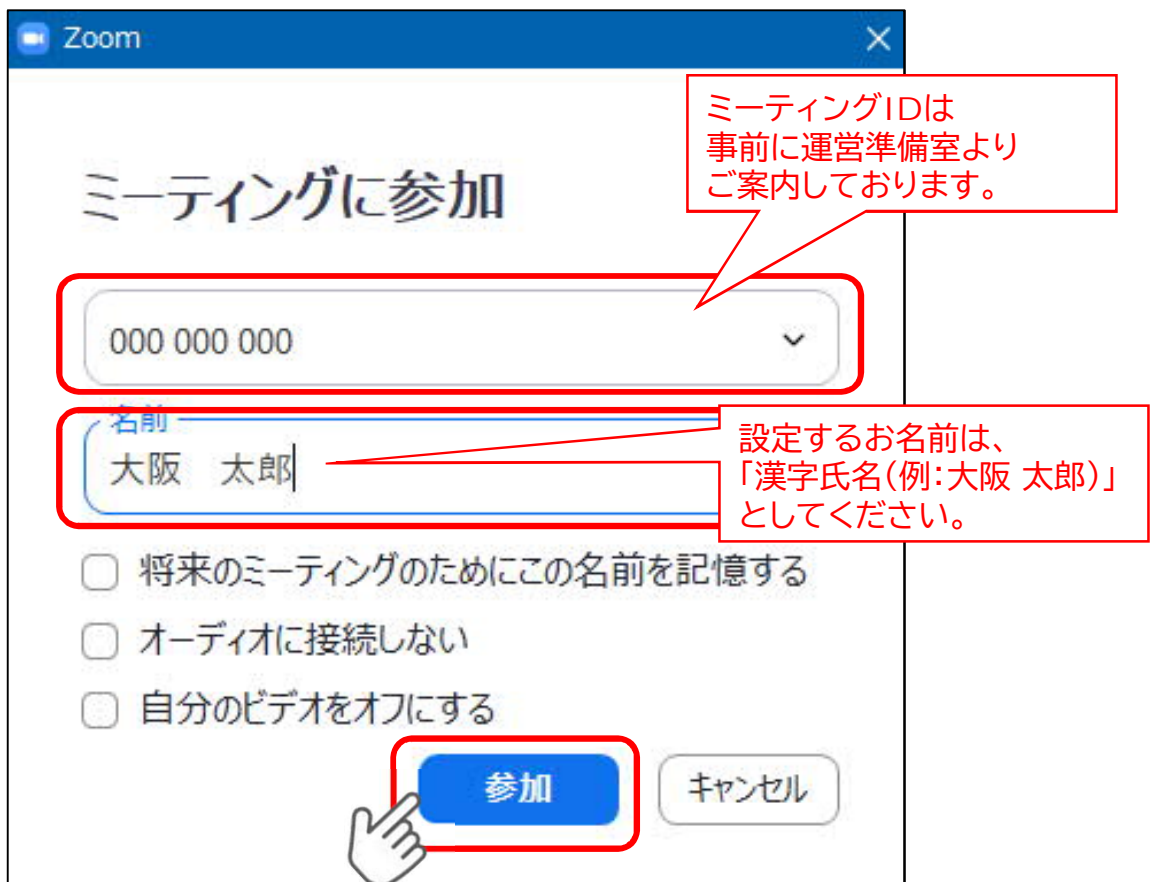 Zoom
ミーティングIDは
事前に運営準備室より
ご案内しております。
ミーティングに参加
000 000 000
名前
大阪　太郎
設定するお名前は、
「漢字氏名(例:大阪 太郎)」
としてください。
将来のミーティングのためにこの名前を記憶する
オーディオに接続しない
自分のビデオをオフにする
参加
キャンセル